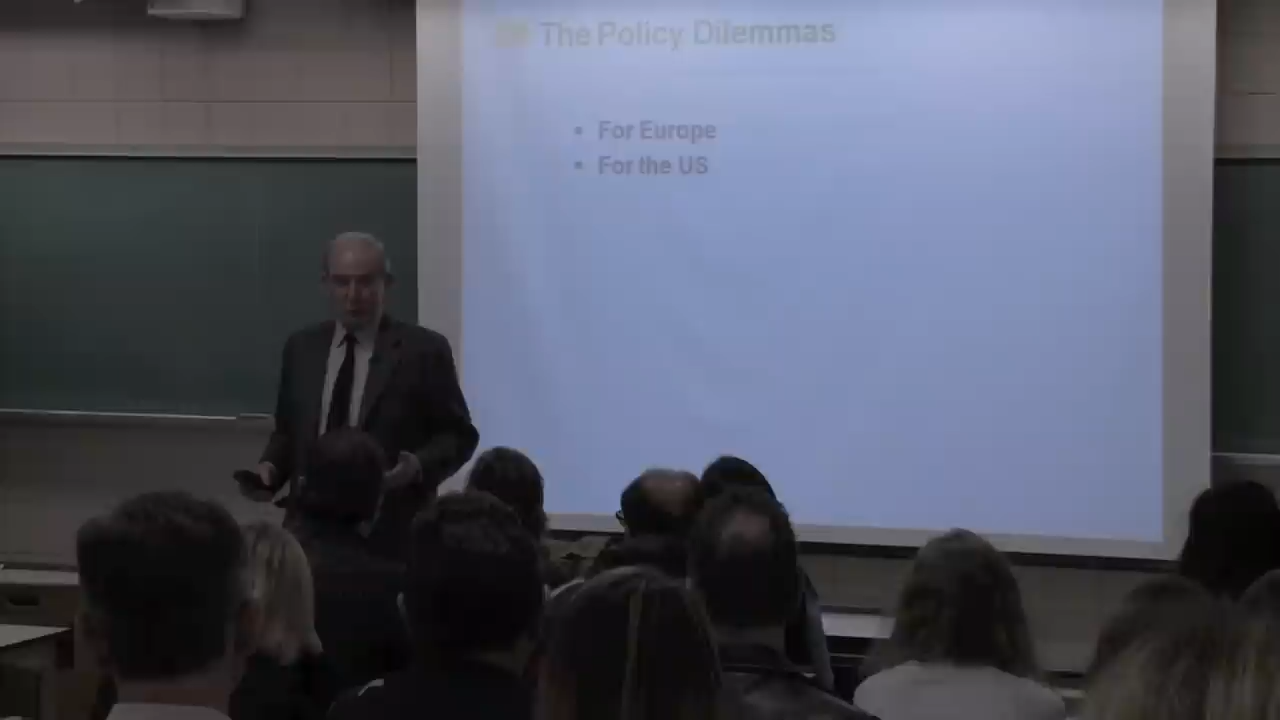 The Policy Dilemmas
• For Europe
• For the US